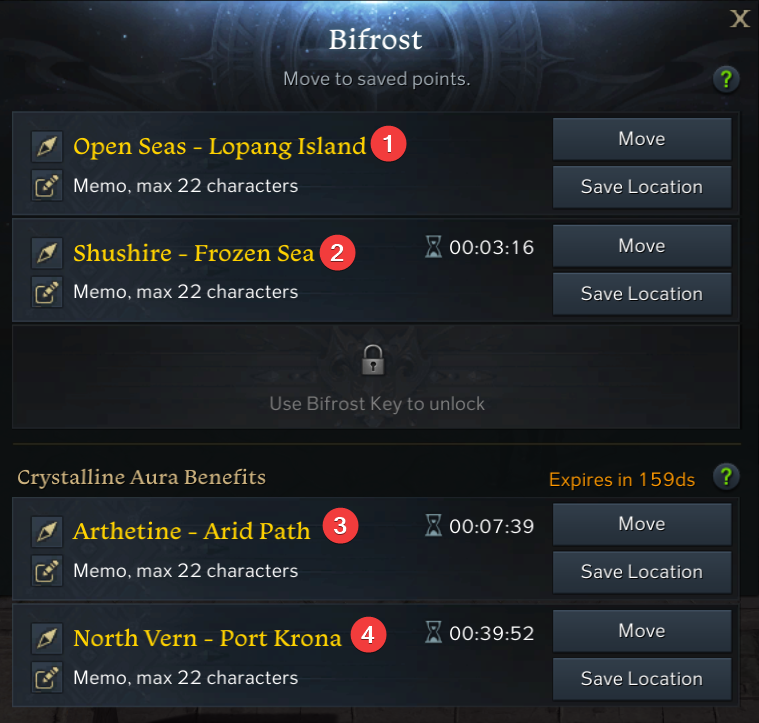 X
Bifrost
Move to saved points.
?
Open Seas - Lopang Island 1
Move
Memo, max 22 characters
Save Location
Shushire - Frozen Sea 2
00:03:16
Move
Memo, max 22 characters
Save Location
Use Bifrost Key to unlock
Crystalline Aura Benefits
Expires in 159ds
?
Arthetine - Arid Path 3
00:07:39
Move
Memo, max 22 characters
Save Location
North Vern - Port Krona 4
00:39:52
Move
Memo, max 22 characters
Save Location